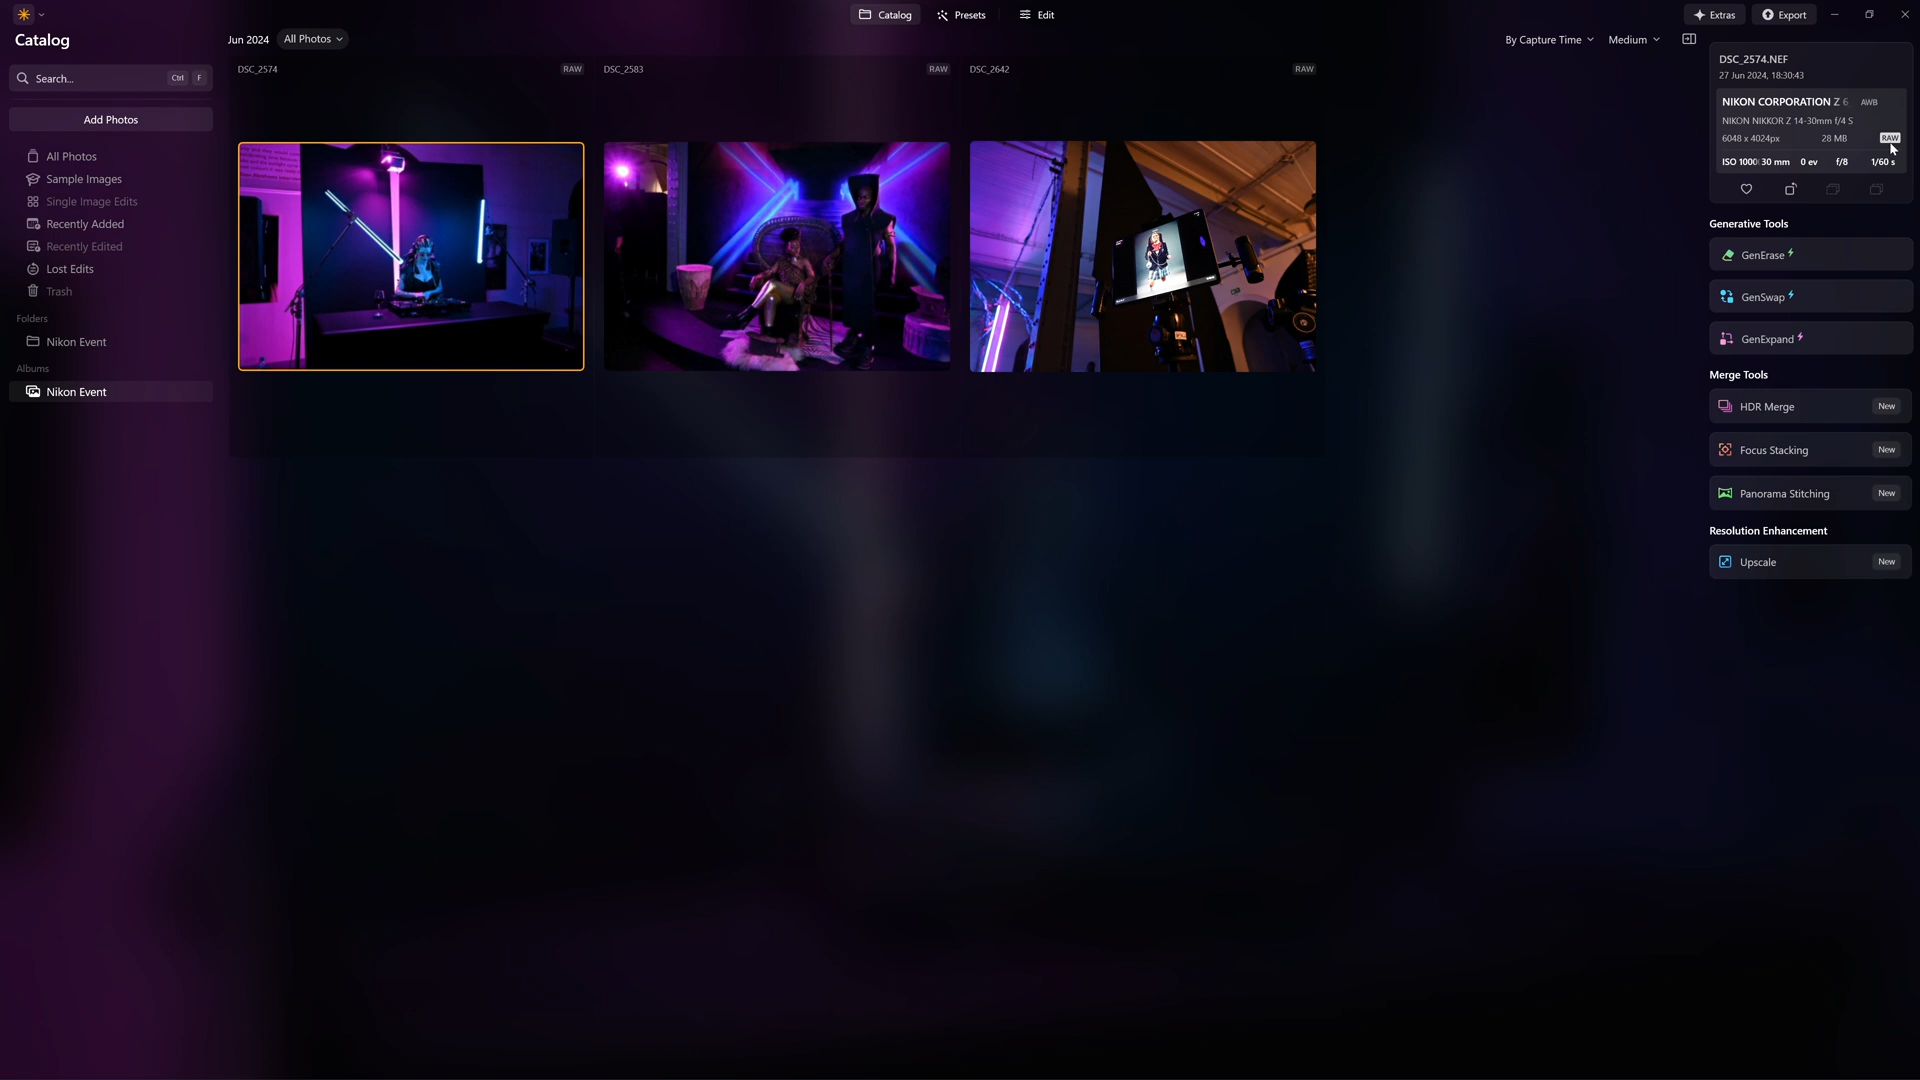 Catalog
Presets
Edit
Extras
Export
Catalog
Jun 2024
All Photos
By Capture Time
Medium
Search...
Ctrl
F
Add Photos
All Photos
Sample Images
Single Image Edits
Recently Added
Recently Edited
Lost Edits
Trash
Folders
Nikon Event
Albums
Nikon Event
DSC_2574
RAW
DSC_2583
RAW
DSC_2642
RAW
DSC_2574.NEF
27 Jun 2024, 18:30:43
NIKON CORPORATION Z 6 AWB
NIKON NIKKOR Z 14-30mm f/4 S
6048 x 4024px 28 MB RAW
ISO 1000 30 mm 0 ev f/8 1/60 s
Generative Tools
GenErase
GenSwap
GenExpand
Merge Tools
HDR Merge New
Focus Stacking New
Panorama Stitching New
Resolution Enhancement
Upscale New